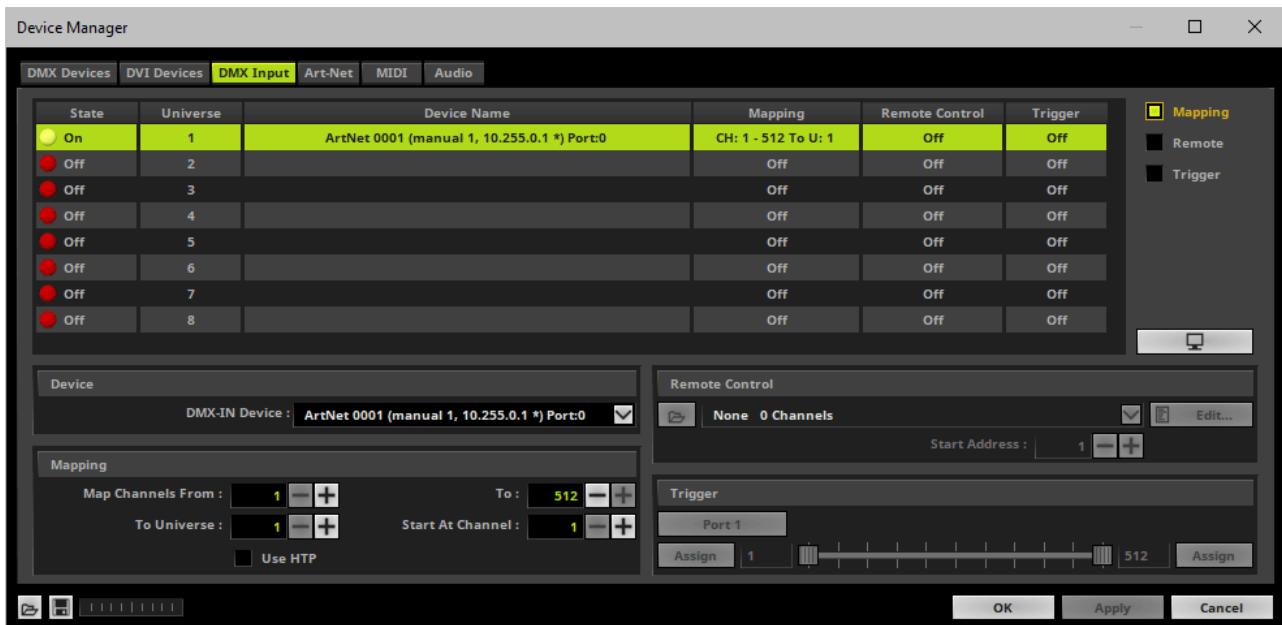 Device Manager
DMX Devices DVI Devices DMX Input Art-Net MIDI Audio
State Universe Device Name Mapping Remote Control Trigger
On 1 ArtNet 0001 (manual 1, 10.255.0.1 *) Port:0 CH: 1 - 512 To U: 1 Off Off
Off 2 Off Off Off
Off 3 Off Off Off
Off 4 Off Off Off
Off 5 Off Off Off
Off 6 Off Off Off
Off 7 Off Off Off
Off 8 Off Off Off
Mapping
Remote
Trigger
Device
DMX-IN Device : ArtNet 0001 (manual 1, 10.255.0.1 *) Port:0
Mapping
Map Channels From : 1 To : 512
To Universe : 1 Start At Channel : 1
Use HTP
Remote Control
None 0 Channels Edit...
Start Address : 1
Trigger
Port 1
Assign 1 512 Assign
OK Apply Cancel